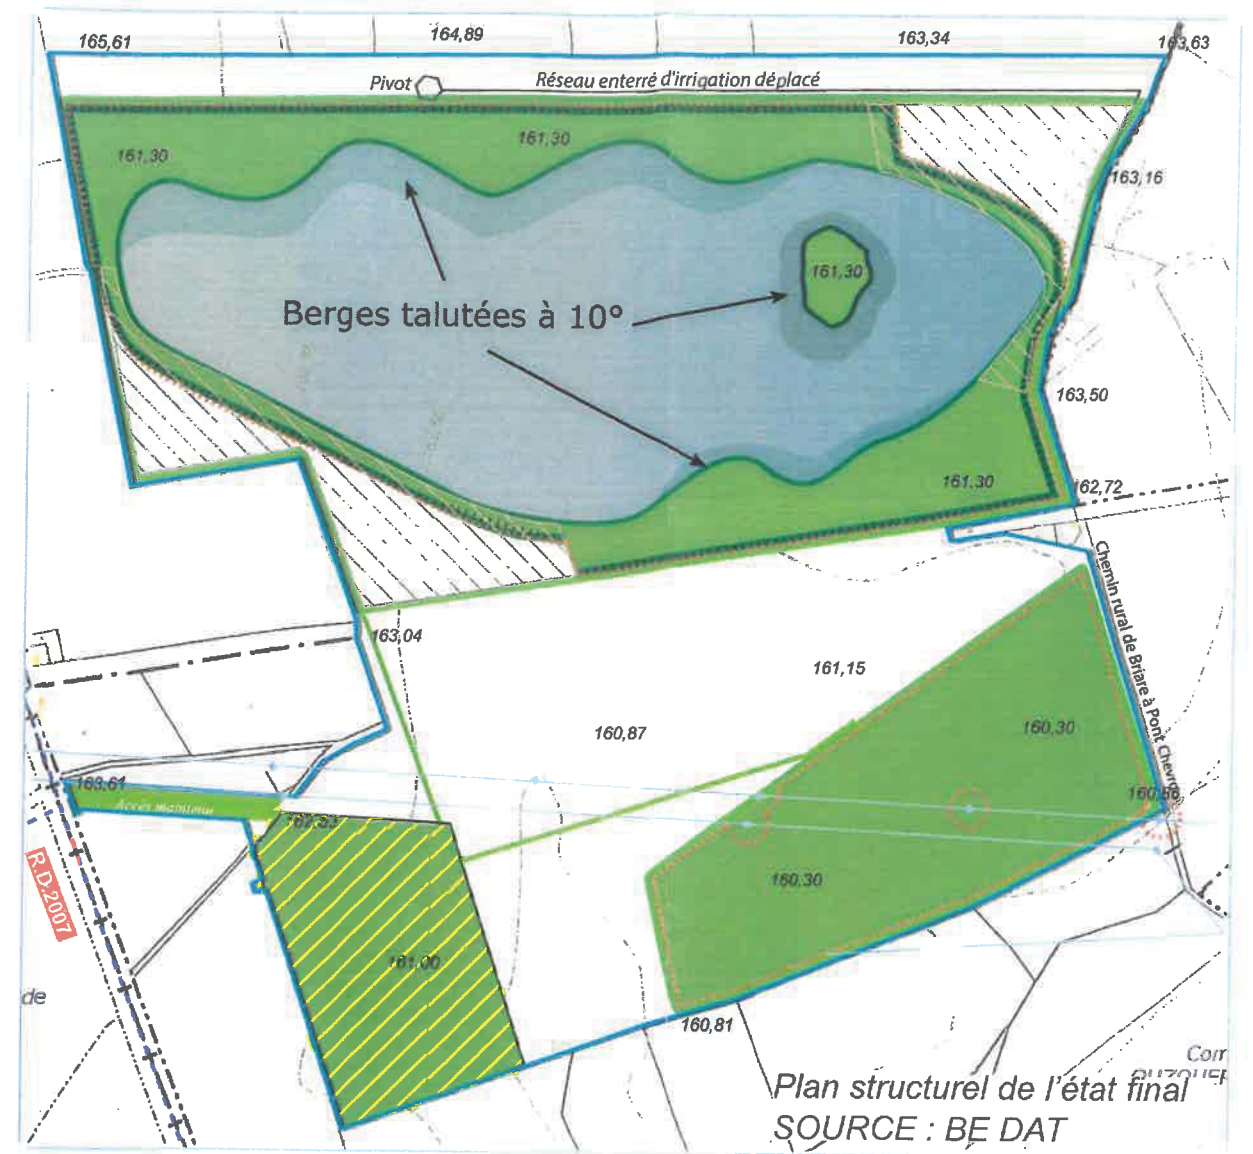 165,61
164,89
163,34
163,63
Pivot
Réseau enterré d'irrigation déplacé
161,30
161,30
163,16
161,30
Berges talutées à 10°
163,50
161,30
162,72
Chemin rural de Briare à Pont Chevron
163,04
161,15
160,87
160,30
163,61
Accès maintenu
160,30
R.D.2007
161,00
de
160,81
Plan structurel de l'état final
SOURCE : BE DAT